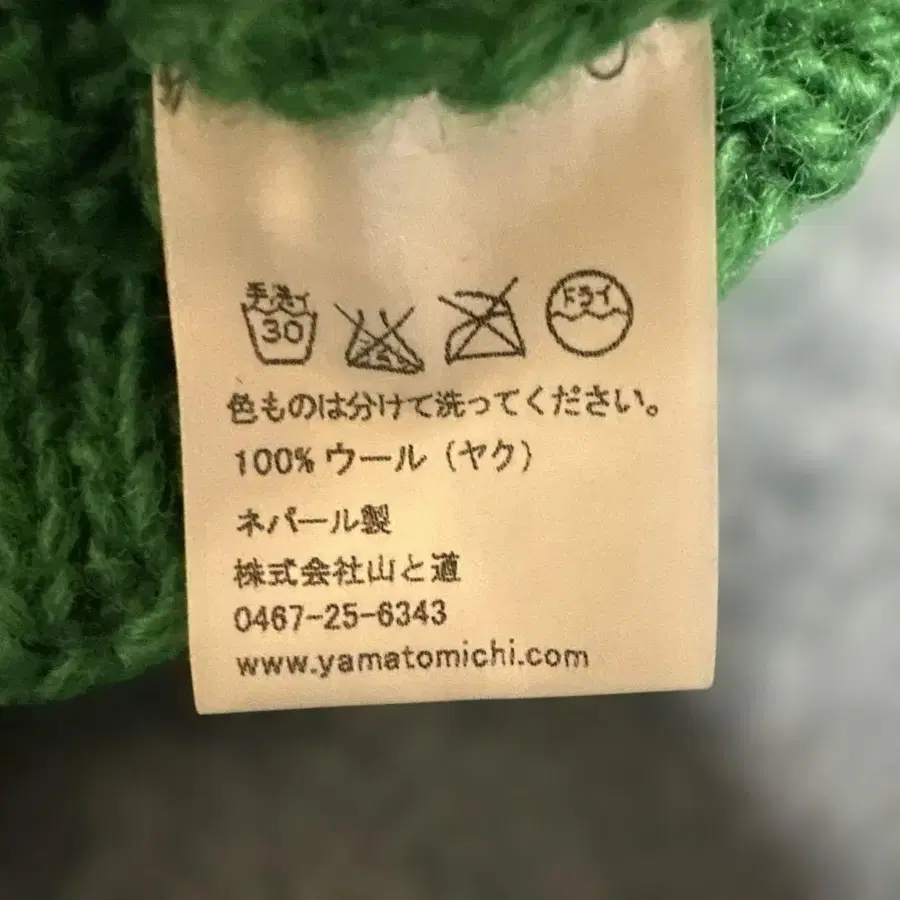 手洗イ 30 ドライ
色ものは分けて洗ってください。
100% ウール（ヤク）
ネパール製
株式会社山と道
0467-25-6343
www.yamatomichi.com